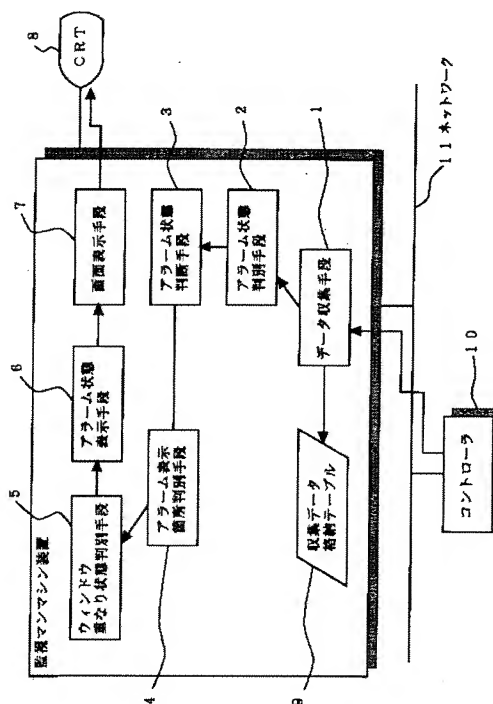 監視マンマシン装置
5
ウィンドウ
重なり状態判別手段
6
アラーム状態
表示手段
7
画面表示手段
8
CRT
4
アラーム表示
箇所判別手段
3
アラーム状態
判断手段
2
アラーム状態
判別手段
9
収集データ
格納テーブル
1
データ収集手段
11 ネットワーク
コントローラ
10